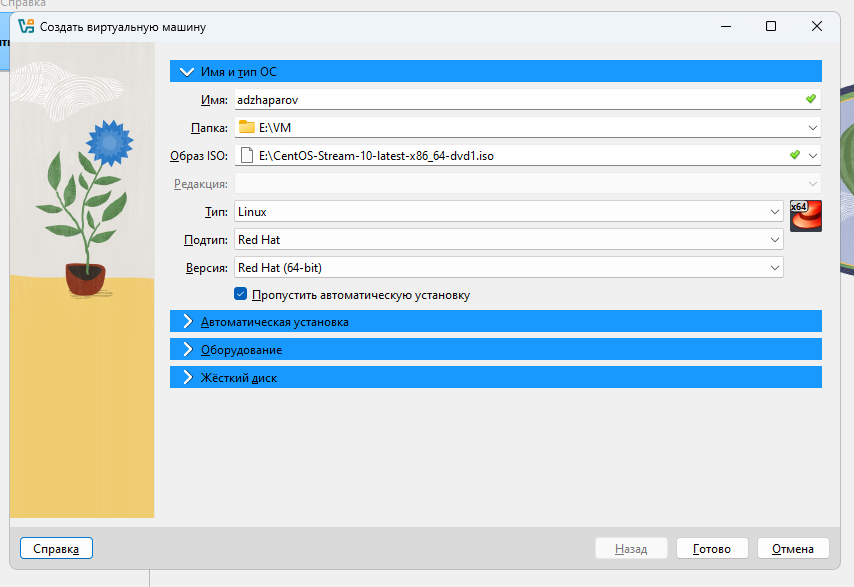 Справка
Создать виртуальную машину
Имя и тип ОС
Имя: adzhaparov
Папка: E:\VM
Образ ISO: E:\CentOS-Stream-10-latest-x86_64-dvd1.iso
Редакция:
Тип: Linux
x64
Подтип: Red Hat
Версия: Red Hat (64-bit)
Пропустить автоматическую установку
Автоматическая установка
Оборудование
Жёсткий диск
Справка Назад Готово Отмена